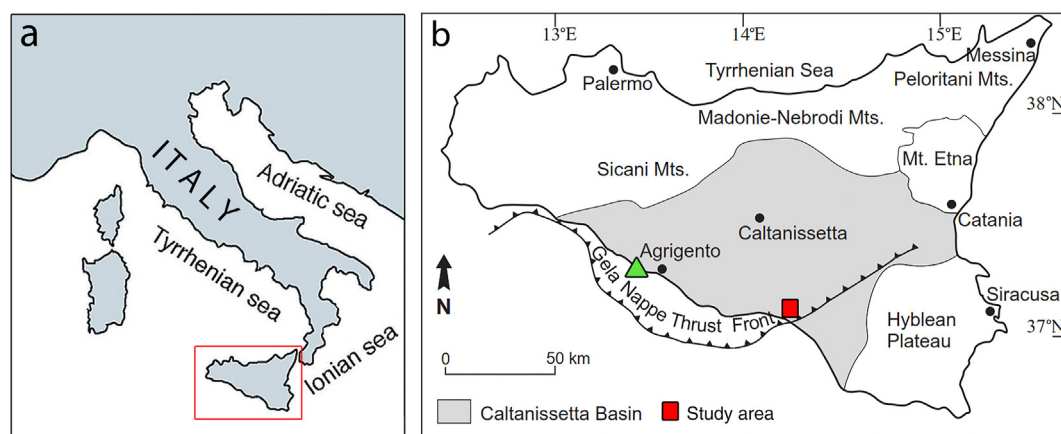 a
ITALY
Adriatic sea
Tyrrhenian sea
Ionian sea
b
13°E
14°E
15°E
Messina
Tyrrhenian Sea
Palermo
Peloritani Mts.
38°N
Madonie-Nebrodi Mts.
Mt. Etna
Sicani Mts.
Catania
Caltanissetta
Agrigento
Gela Nappe Thrust Front
N
Siracusa
37°N
Hyblean
Plateau
0 50 km
Caltanissetta Basin
Study area